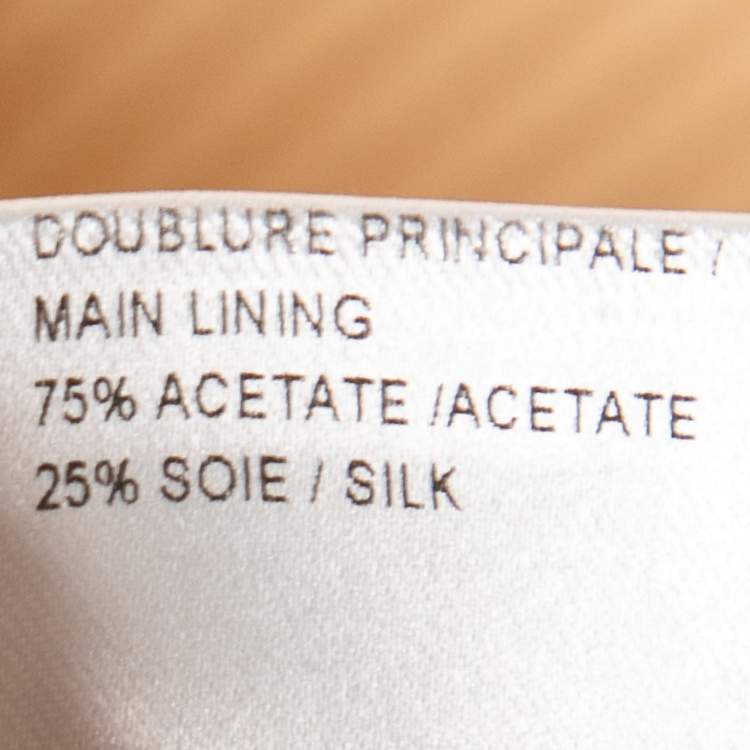 DOUBLURE PRINCIPALE /
MAIN LINING
75% ACETATE /ACETATE
25% SOIE / SILK